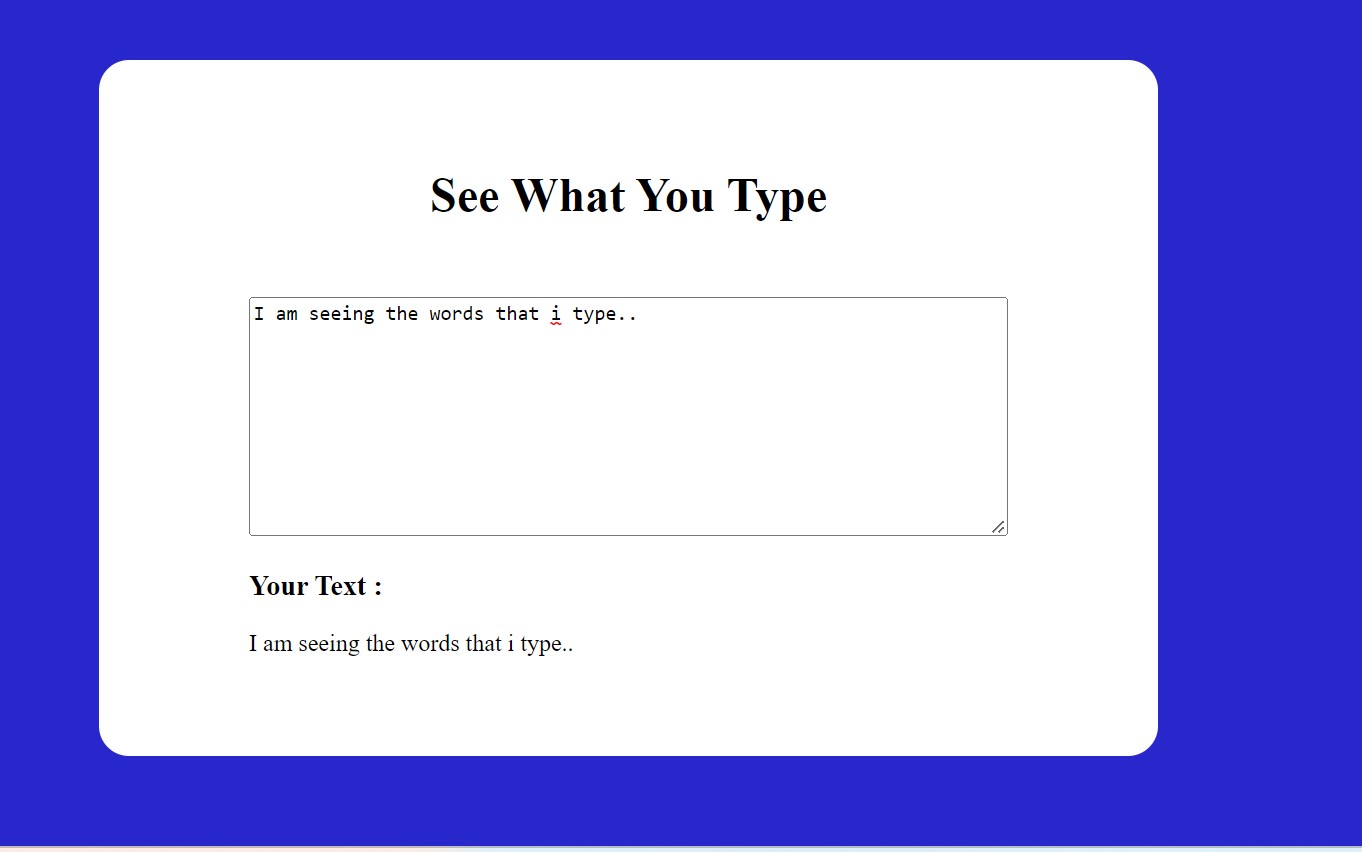 See What You Type
I am seeing the words that i type..
Your Text :
I am seeing the words that i type..